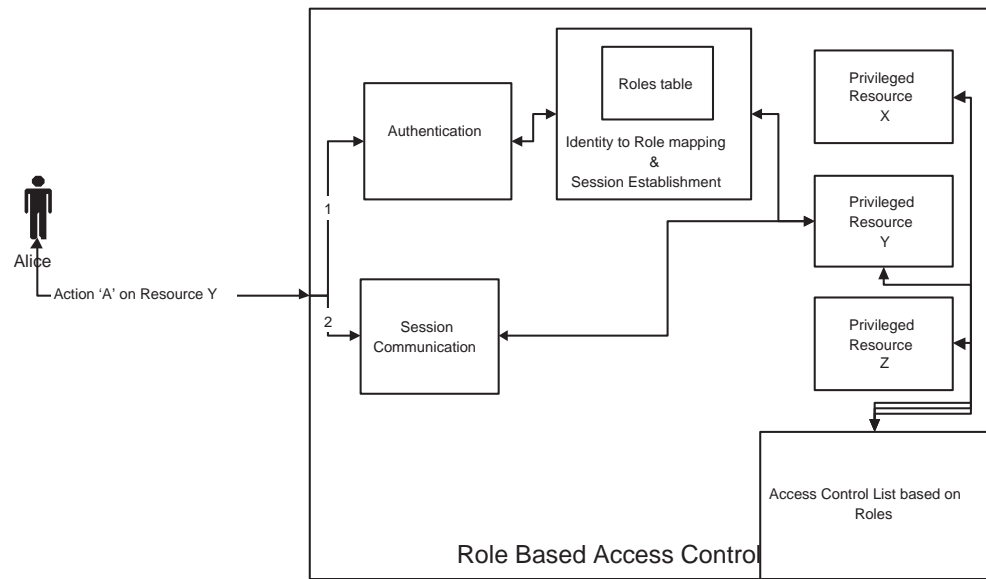 Roles table
Authentication
Identity to Role mapping
&
Session Establishment
Privileged
Resource
X
1
Alice
Action ‘A’ on Resource Y
Privileged
Resource
Y
2
Session
Communication
Privileged
Resource
Z
Access Control List based on
Roles
Role Based Access Control